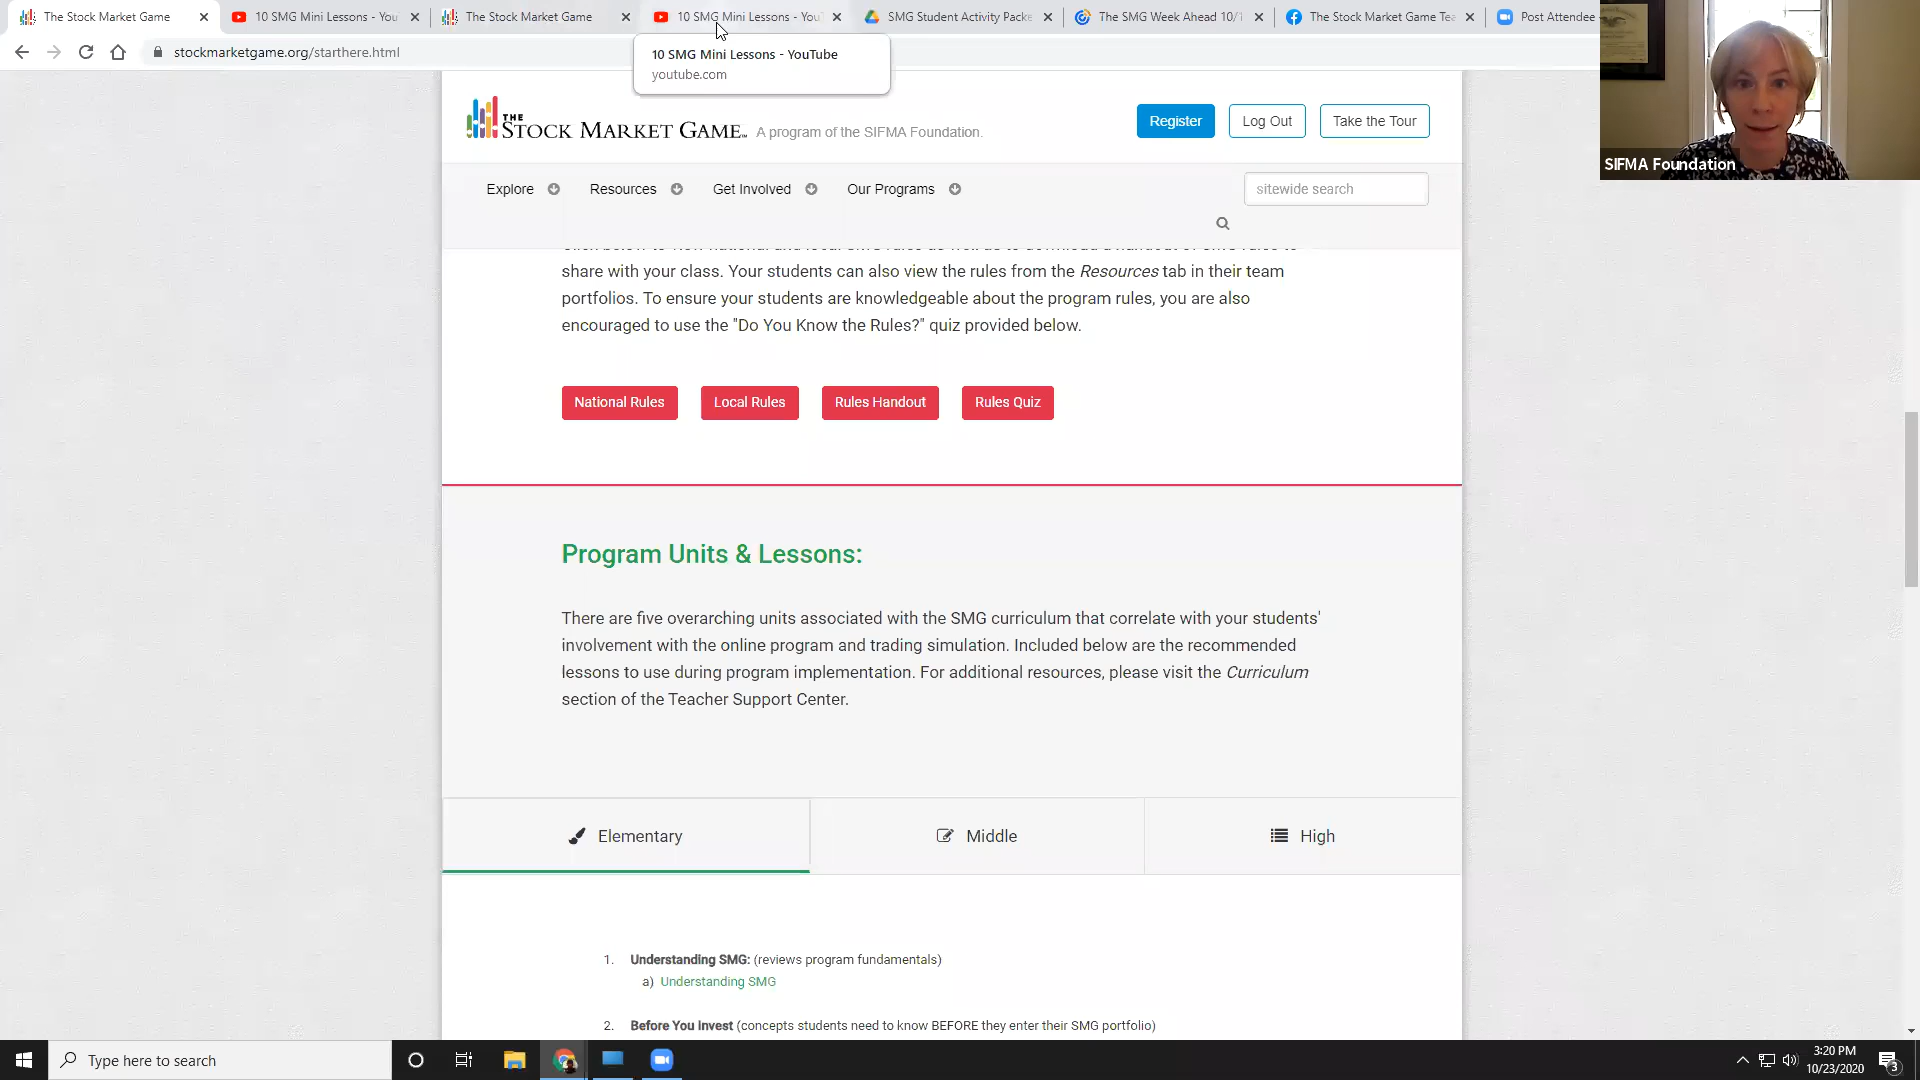 The Stock Market Game
10 SMG Mini Lessons - You
The Stock Market Game
10 SMG Mini Lessons - You
SMG Student Activity Packe
The SMG Week Ahead 10/1
The Stock Market Game Tea
Post Attendee
stockmarketgame.org/starthere.html
10 SMG Mini Lessons - YouTube
youtube.com
THE STOCK MARKET GAME
A program of the SIFMA Foundation.
Register
Log Out
Take the Tour
SIFMA Foundation
Explore
Resources
Get Involved
Our Programs
sitewide search
share with your class. Your students can also view the rules from the Resources tab in their team
portfolios. To ensure your students are knowledgeable about the program rules, you are also
encouraged to use the "Do You Know the Rules?" quiz provided below.
National Rules
Local Rules
Rules Handout
Rules Quiz
Program Units & Lessons:
There are five overarching units associated with the SMG curriculum that correlate with your students'
involvement with the online program and trading simulation. Included below are the recommended
lessons to use during program implementation. For additional resources, please visit the Curriculum
section of the Teacher Support Center.
Elementary
Middle
High
1. Understanding SMG: (reviews program fundamentals)
a) Understanding SMG
2. Before You Invest (concepts students need to know BEFORE they enter their SMG portfolio)
Type here to search
3:20 PM
10/23/2020
3